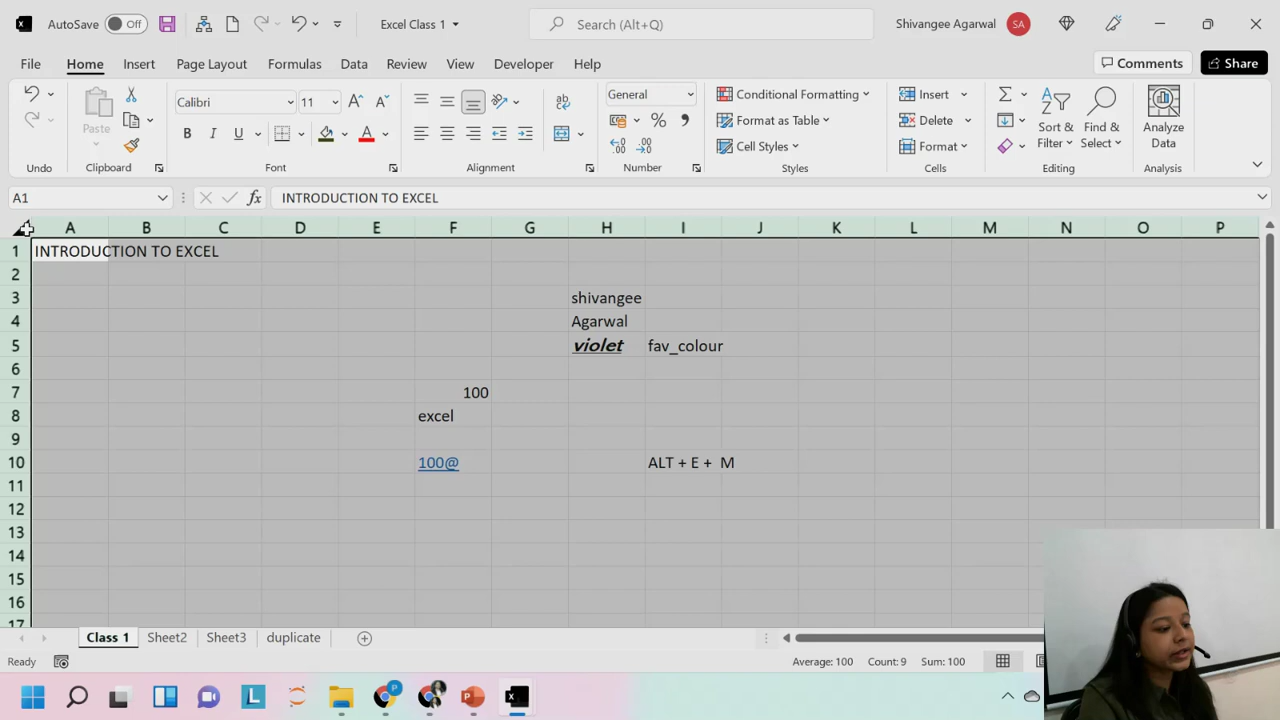 AutoSave Off Excel Class 1 Search (Alt+Q) Shivangee Agarwal SA
File Home Insert Page Layout Formulas Data Review View Developer Help Comments Share
Calibri 11 General Conditional Formatting Insert
Paste B I U Format as Table Delete Sort & Filter Find & Select Analyze Data
Cell Styles Format
Undo Clipboard Font Alignment Number Styles Cells Editing Analysis
A1 fx INTRODUCTION TO EXCEL
A B C D E F G H I J K L M N O P
1 INTRODUCTION TO EXCEL
2
3 shivangee
4 Agarwal
5 violet fav_colour
6
7 100
8 excel
9
10 100@ ALT + E + M
11
12
13
14
15
16
17
Class 1 Sheet2 Sheet3 duplicate
Ready Average: 100 Count: 9 Sum: 100